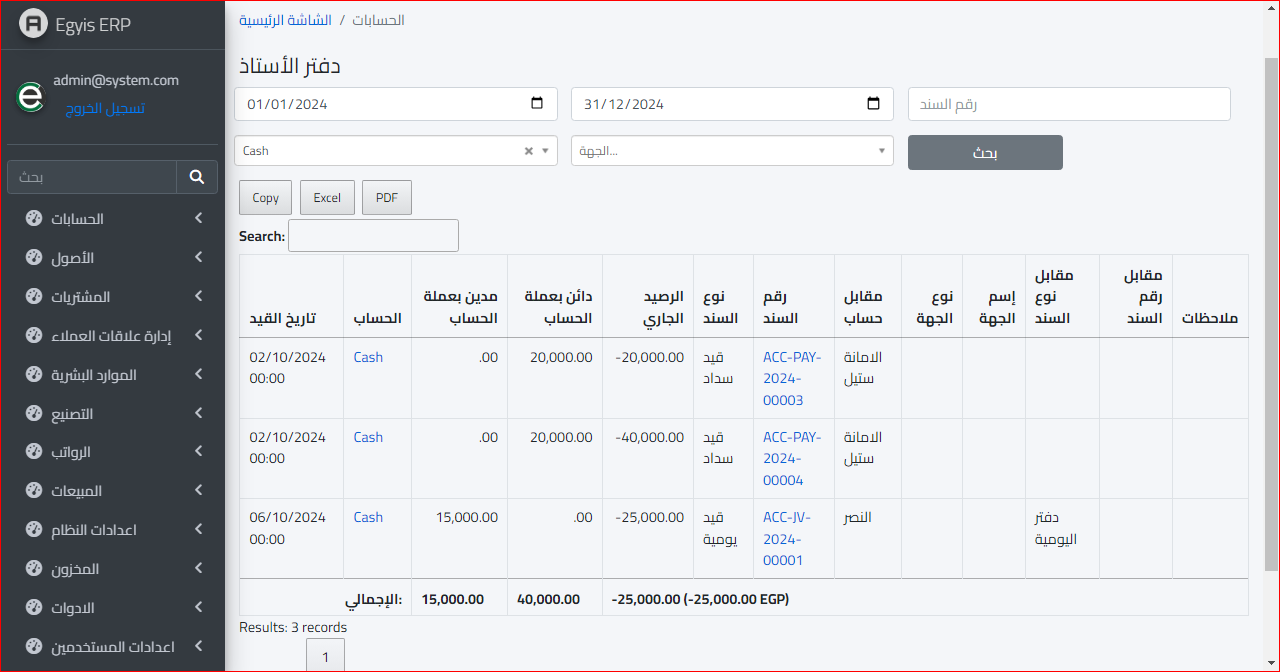 Egyis ERP
admin@system.com
تسجيل الخروج
بحث
الحسابات
الأصول
المشتريات
إدارة علاقات العملاء
الموارد البشرية
التصنيع
الرواتب
المبيعات
اعدادات النظام
المخزون
الادوات
اعدادات المستخدمين
الشاشة الرئيسية / الحسابات
دفتر الأستاذ
01/01/2024 31/12/2024 رقم السند
Cash × الجهة... بحث
Copy Excel PDF
Search:
تاريخ القيد الحساب مدين بعملة الحساب دائن بعملة الحساب الرصيد الجاري نوع السند رقم السند مقابل حساب نوع الجهة إسم الجهة مقابل نوع السند مقابل رقم السند ملاحظات
02/10/2024 00:00 Cash .00 20,000.00 -20,000.00 قيد سداد ACC-PAY-2024-00003 الامانة ستيل
02/10/2024 00:00 Cash .00 20,000.00 -40,000.00 قيد سداد ACC-PAY-2024-00004 الامانة ستيل
06/10/2024 00:00 Cash 15,000.00 .00 -25,000.00 قيد يومية ACC-JV-2024-00001 النصر دفتر اليومية
الإجمالي: 15,000.00 40,000.00 -25,000.00 (-25,000.00 EGP)
Results: 3 records
1